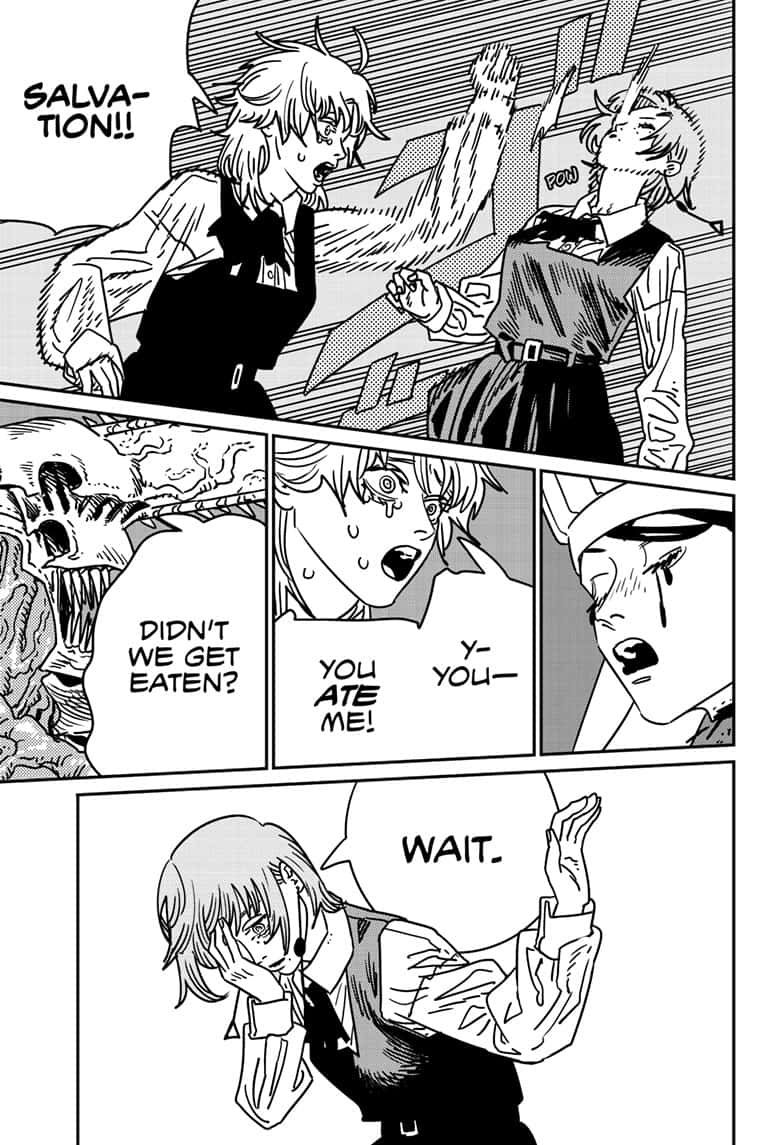 SALVA-
TION!!
POW
Y-
YOU—
YOU
ATE
ME!
DIDN'T
WE GET
EATEN?
WAIT.